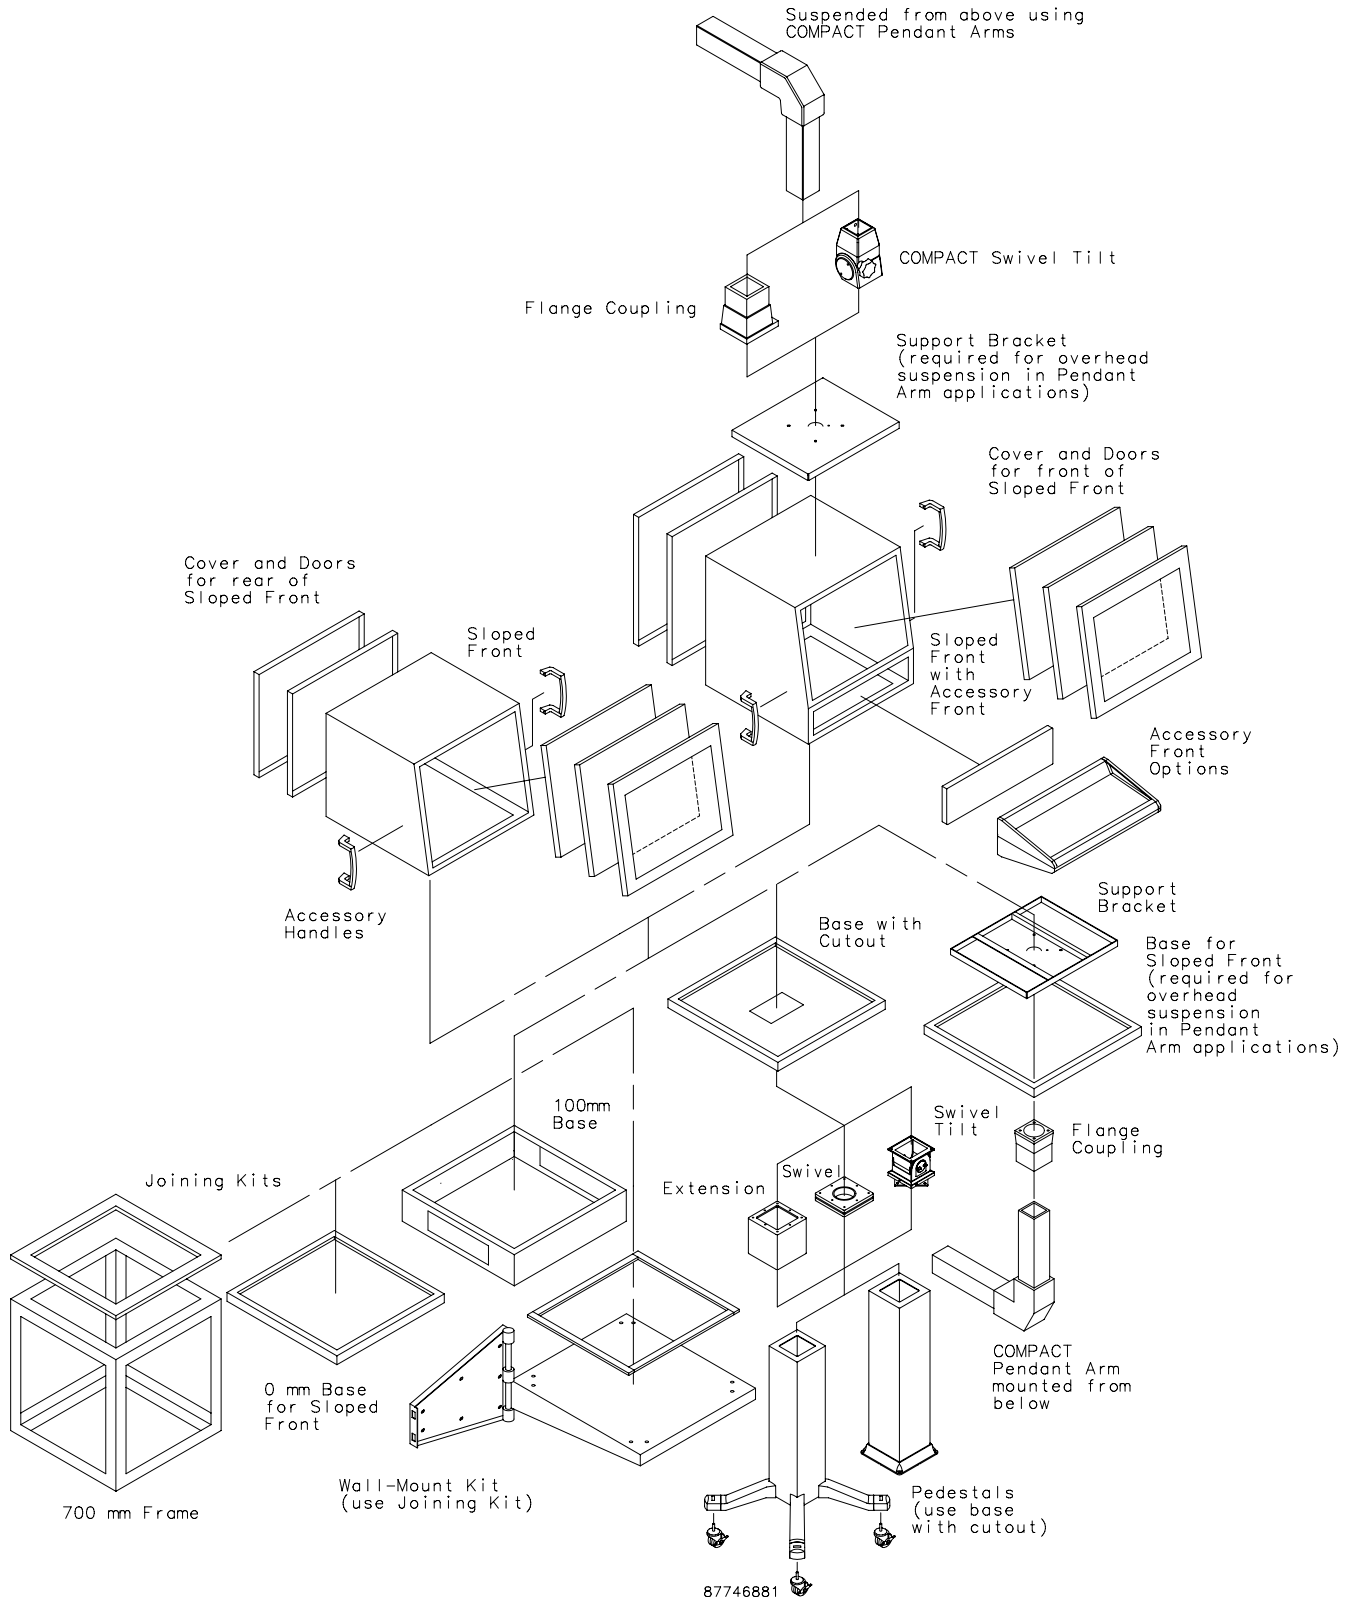 Suspended from above using
COMPACT Pendant Arms
COMPACT Swivel Tilt
Flange Coupling
Support Bracket
(required for overhead
suspension in Pendant
Arm applications)
Cover and Doors
for front of
Sloped Front
Cover and Doors
for rear of
Sloped Front
Sloped
Front
Sloped
Front
with
Accessory
Front
Accessory
Front
Options
Accessory
Handles
Support
Bracket
Base with
Cutout
Base for
Sloped Front
(required for
overhead
suspension
in Pendant
Arm applications)
100mm
Base
Swivel
Tilt
Flange
Coupling
Joining Kits
Swivel
Extension
COMPACT
Pendant Arm
mounted from
below
0 mm Base
for Sloped
Front
Wall-Mount Kit
(use Joining Kit)
700 mm Frame
Pedestals
(use base
with cutout)
87746881